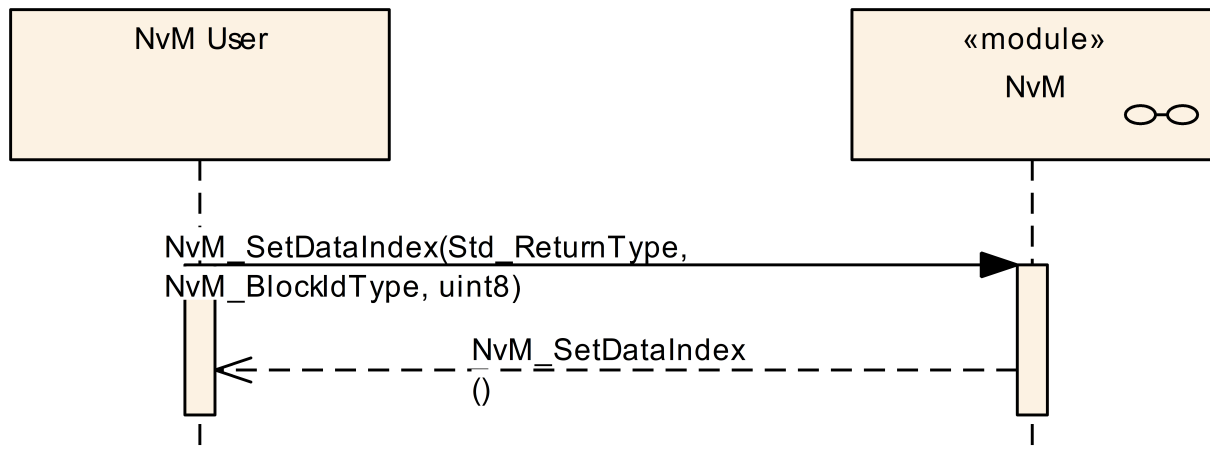 NvM User
«module»
NvM
NvM_SetDataIndex(Std_ReturnType,
NvM_BlockIdType, uint8)
NvM_SetDataIndex
()